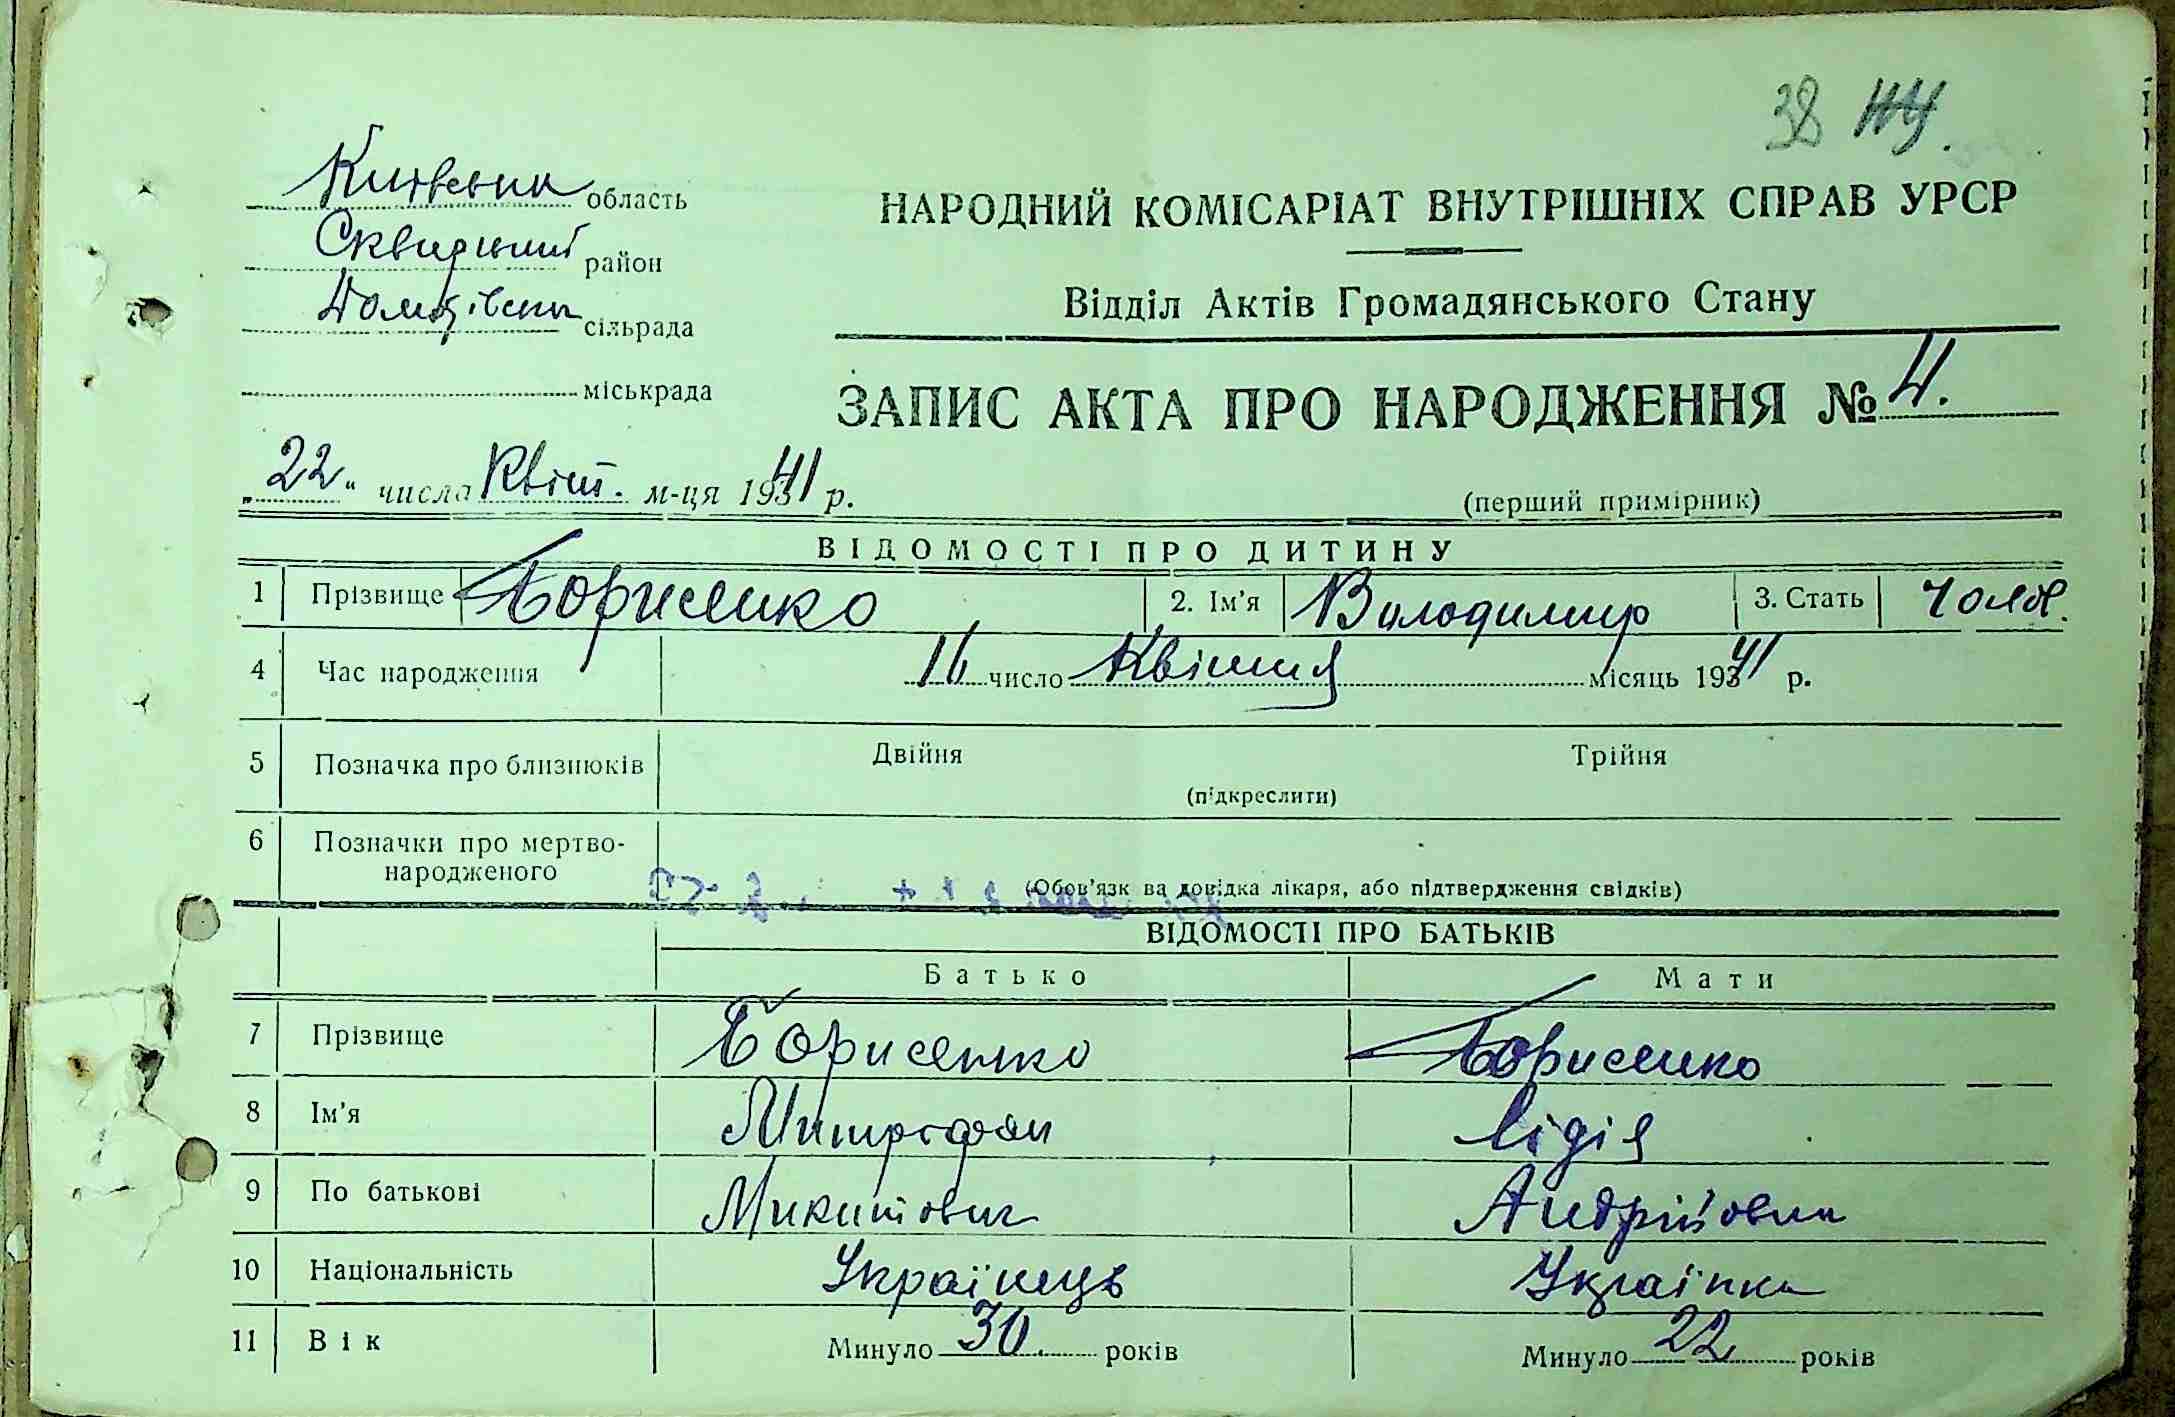 38
Київська область
НАРОДНИЙ КОМІСАРІАТ ВНУТРІШНІХ СПРАВ УРСР
Сквирський район
Відділ Актів Громадянського Стану
сільрада
міськрада
ЗАПИС АКТА ПРО НАРОДЖЕННЯ № 4.
„22“ числа Квіт. м-ця 1941 р.
(перший примірник)
ВІДОМОСТІ ПРО ДИТИНУ
1 Прізвище Борисенко 2. Ім'я Володимир 3. Стать чолов.
4 Час народження 16 число Квітня місяць 1941 р.
5 Позначка про близнюків Двійня Трійня
(підкреслити)
6 Позначки про мертво-
народженого
(Обов'язк ва довідка лікаря, або підтвердження свідків)
ВІДОМОСТІ ПРО БАТЬКІВ
Батько Мати
7 Прізвище Борисенко Борисенко
8 Ім'я Митрофан Лідія
9 По батькові Микитович Андріївна
10 Національність Українець Українка
11 Вік Минуло 30 років Минуло 22 років